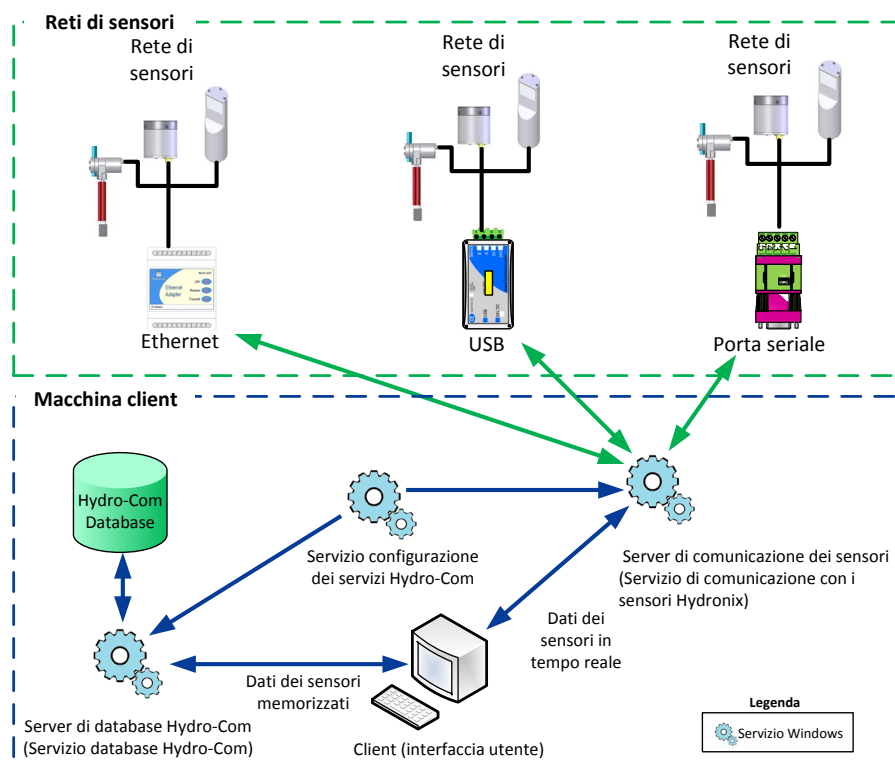 Reti di sensori
Rete di
sensori
Rete di
sensori
Rete di
sensori
Ethernet
Adapter
Ethernet
USB
USB
Porta seriale
Macchina client
Hydro-Com
Database
Servizio configurazione
dei servizi Hydro-Com
Server di comunicazione dei sensori
(Servizio di comunicazione con i
sensori Hydronix)
Dati dei
sensori in
tempo reale
Dati dei sensori
memorizzati
Server di database Hydro-Com
(Servizio database Hydro-Com)
Client (interfaccia utente)
Legenda
Servizio Windows